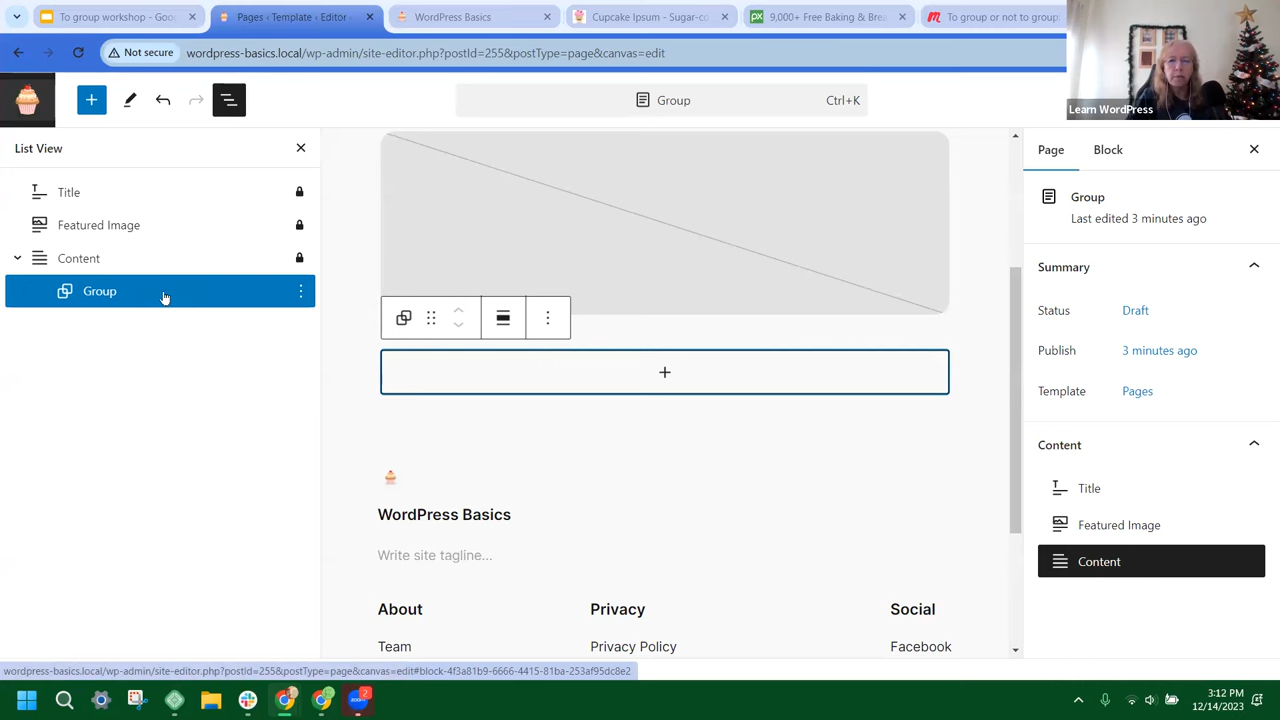 To group workshop - Goo
Pages ‹ Template ‹ Editor
WordPress Basics
Cupcake Ipsum - Sugar-co
9,000+ Free Baking & Brea
To group or not to group:
Not secure
wordpress-basics.local/wp-admin/site-editor.php?postId=255&postType=page&canvas=edit
Learn WordPress
Group
Ctrl+K
List View
Title
Featured Image
Content
Group
Page
Block
Group
Last edited 3 minutes ago
Summary
Status
Draft
Publish
3 minutes ago
Template
Pages
Content
Title
Featured Image
Content
WordPress Basics
Write site tagline...
About
Privacy
Social
Team
Privacy Policy
Facebook
wordpress-basics.local/wp-admin/site-editor.php?postId=255&postType=page&canvas=edit#block-4f3a81b9-6666-4415-81ba-253af95dc8e2
2
3:12 PM
12/14/2023